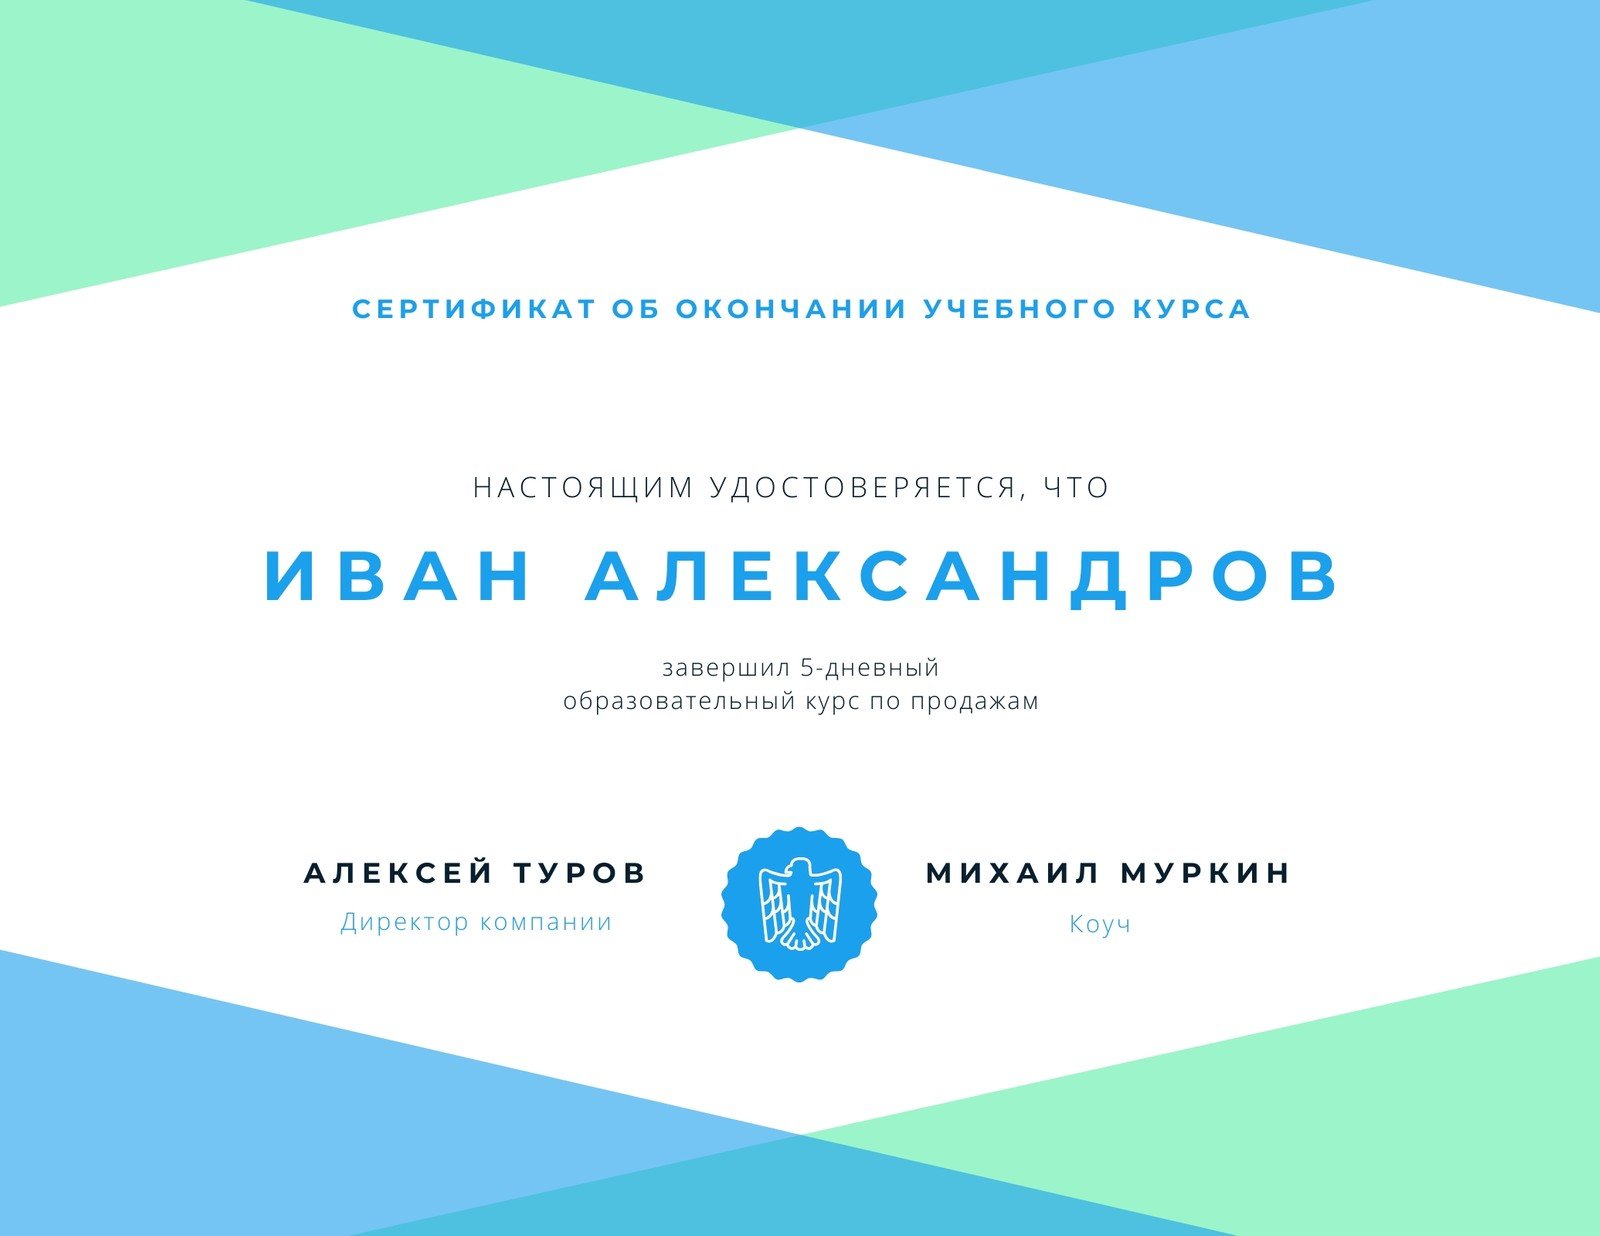 СЕРТИФИКАТ ОБ ОКОНЧАНИИ УЧЕБНОГО КУРСА
НАСТОЯЩИМ УДОСТОВЕРЯЕТСЯ, ЧТО
ИВАН АЛЕКСАНДРОВ
завершил 5-дневный
образовательный курс по продажам
АЛЕКСЕЙ ТУРОВ
Директор компании
МИХАИЛ МУРКИН
Коуч